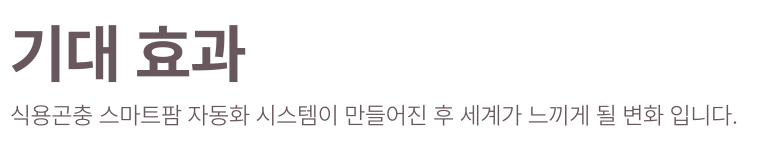 기대 효과
식용곤충 스마트팜 자동화 시스템이 만들어진 후 세계가 느끼게 될 변화 입니다.